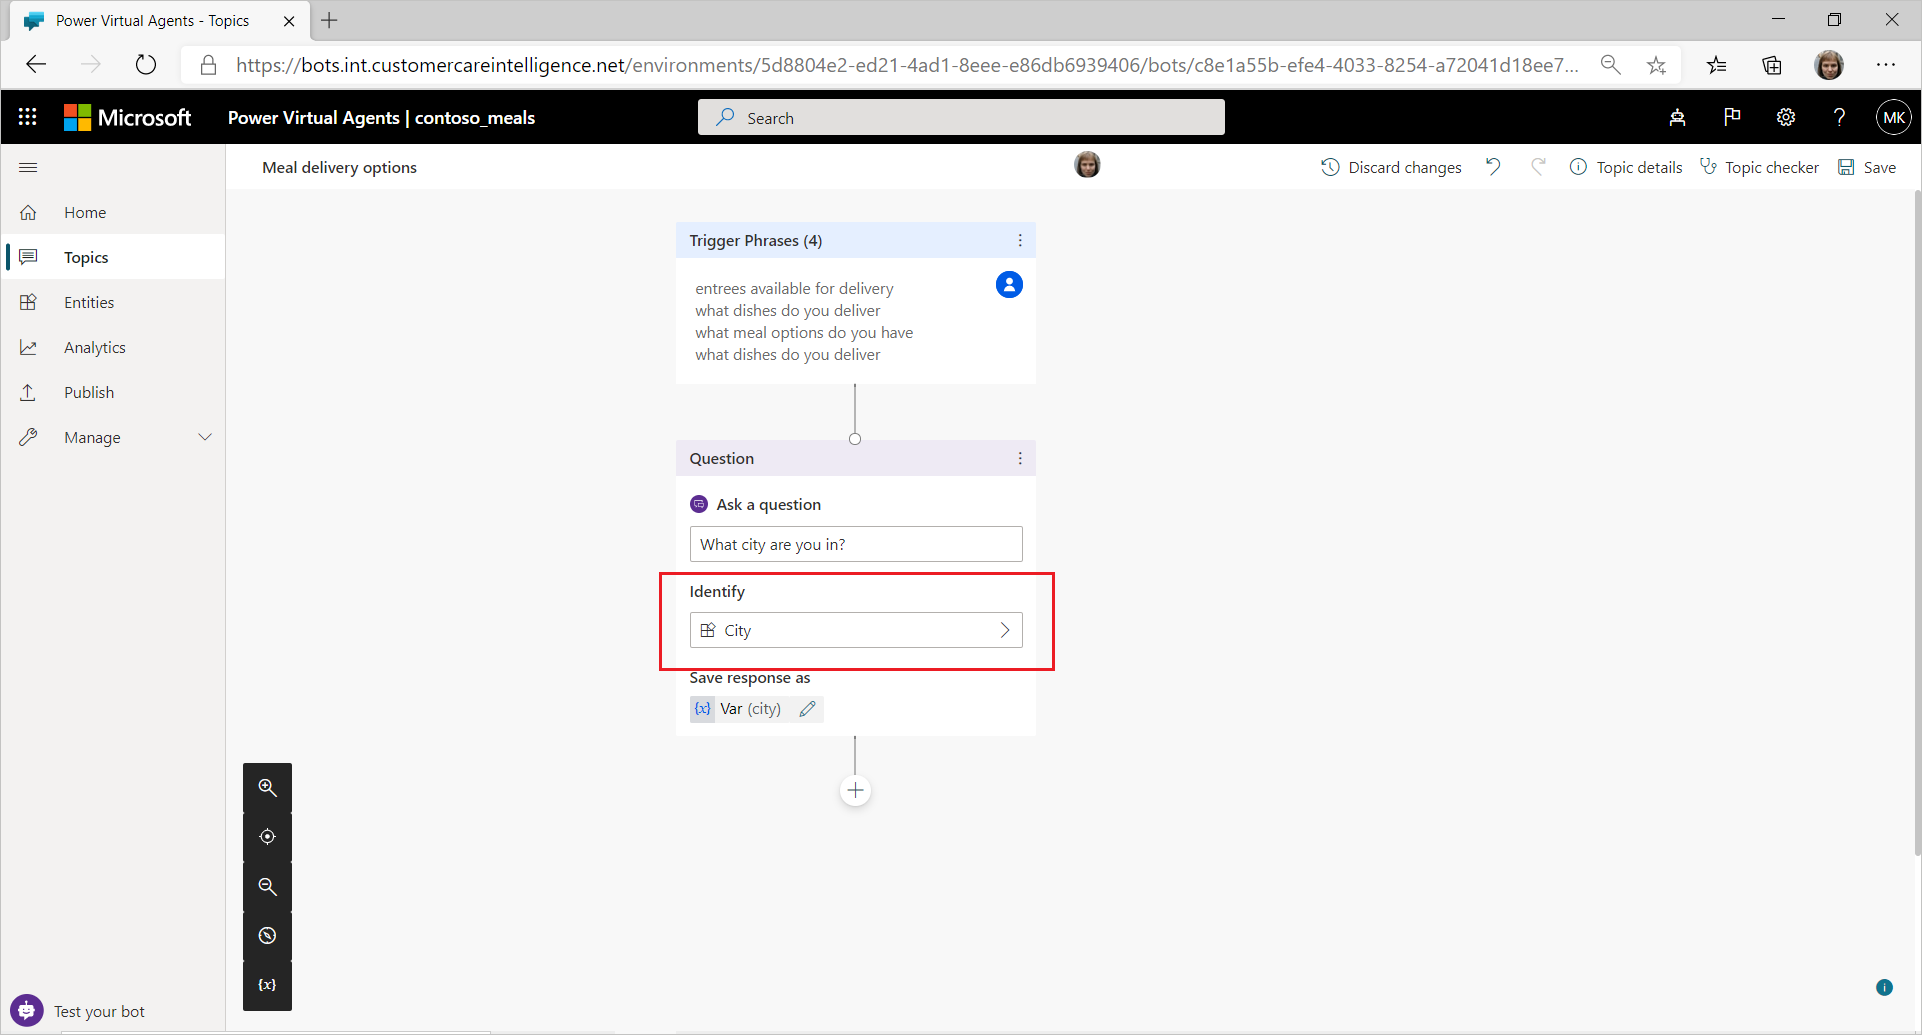 Power Virtual Agents - Topics
https://bots.int.customercareintelligence.net/environments/5d8804e2-ed21-4ad1-8eee-e86db6939406/bots/c8e1a55b-efe4-4033-8254-a72041d18ee7...
Microsoft
Power Virtual Agents | contoso_meals
Search
?
MK
Meal delivery options
Discard changes
Topic details
Topic checker
Save
Home
Topics
Entities
Analytics
Publish
Manage
Trigger Phrases (4)
entrees available for delivery
what dishes do you deliver
what meal options do you have
what dishes do you deliver
Question
Ask a question
What city are you in?
Identify
City
Save response as
{x} Var (city)
{x}
Test your bot